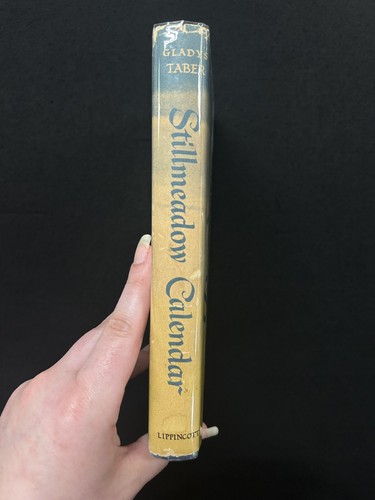 GLADYS
TABER
Stillmeadow Calendar
LIPPINCOTT